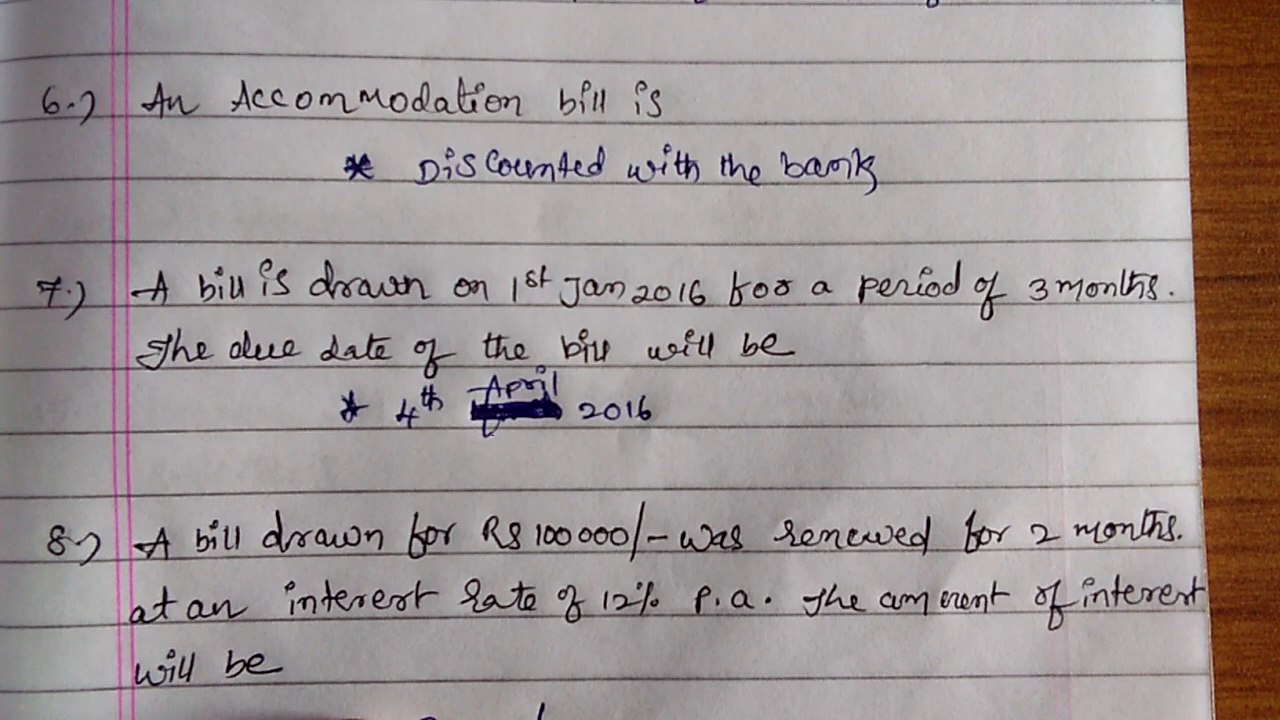 6.) An Accommodation bill is
* Discounted with the bank
7.) A bill is drawn on 1st Jan 2016 for a period of 3 months.
The due date of the bill will be
* 4th April 2016
8.) A bill drawn for Rs 100000/- was renewed for 2 months.
at an interest rate of 12% P.a. The amount of interest
will be